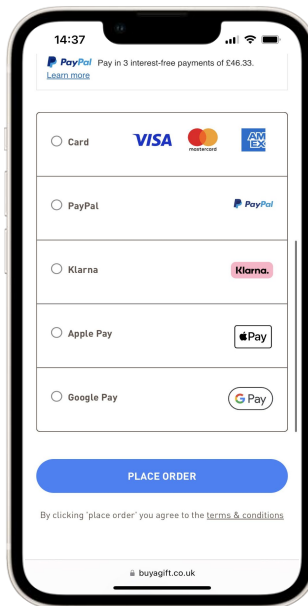 14:37
PayPal Pay in 3 interest-free payments of £46.33.
Learn more
Card VISA mastercard AM EX
PayPal PayPal
Klarna Klarna.
Apple Pay Pay
Google Pay G Pay
PLACE ORDER
By clicking 'place order' you agree to the terms & conditions
buyagift.co.uk